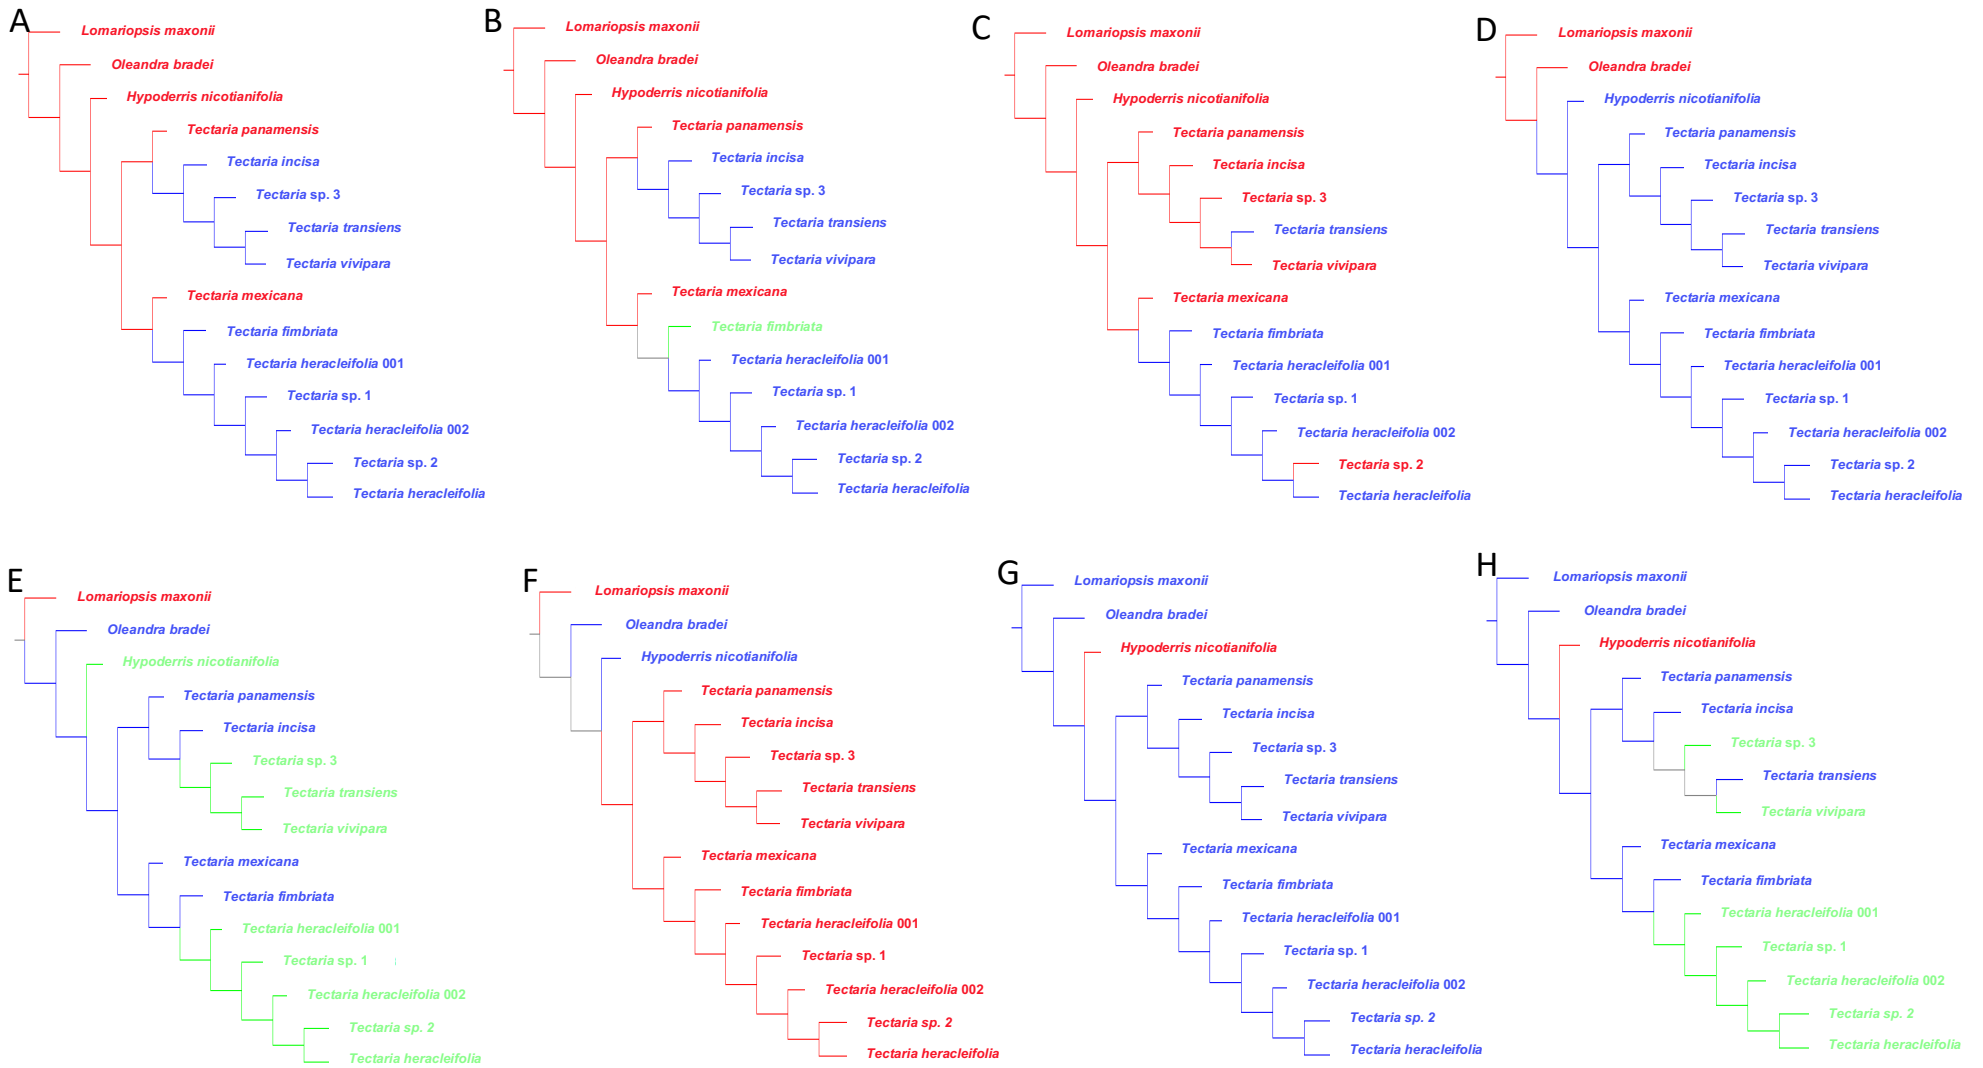 A
Lomariopsis maxonii
Oleandra bradei
Hypoderris nicotianifolia
Tectaria panamensis
Tectaria incisa
Tectaria sp. 3
Tectaria transiens
Tectaria vivipara
Tectaria mexicana
Tectaria fimbriata
Tectaria heracleifolia 001
Tectaria sp. 1
Tectaria heracleifolia 002
Tectaria sp. 2
Tectaria heracleifolia
B
Lomariopsis maxonii
Oleandra bradei
Hypoderris nicotianifolia
Tectaria panamensis
Tectaria incisa
Tectaria sp. 3
Tectaria transiens
Tectaria vivipara
Tectaria mexicana
Tectaria fimbriata
Tectaria heracleifolia 001
Tectaria sp. 1
Tectaria heracleifolia 002
Tectaria sp. 2
Tectaria heracleifolia
C
Lomariopsis maxonii
Oleandra bradei
Hypoderris nicotianifolia
Tectaria panamensis
Tectaria incisa
Tectaria sp. 3
Tectaria transiens
Tectaria vivipara
Tectaria mexicana
Tectaria fimbriata
Tectaria heracleifolia 001
Tectaria sp. 1
Tectaria heracleifolia 002
Tectaria sp. 2
Tectaria heracleifolia
D
Lomariopsis maxonii
Oleandra bradei
Hypoderris nicotianifolia
Tectaria panamensis
Tectaria incisa
Tectaria sp. 3
Tectaria transiens
Tectaria vivipara
Tectaria mexicana
Tectaria fimbriata
Tectaria heracleifolia 001
Tectaria sp. 1
Tectaria heracleifolia 002
Tectaria sp. 2
Tectaria heracleifolia
E
Lomariopsis maxonii
Oleandra bradei
Hypoderris nicotianifolia
Tectaria panamensis
Tectaria incisa
Tectaria sp. 3
Tectaria transiens
Tectaria vivipara
Tectaria mexicana
Tectaria fimbriata
Tectaria heracleifolia 001
Tectaria sp. 1
Tectaria heracleifolia 002
Tectaria sp. 2
Tectaria heracleifolia
F
Lomariopsis maxonii
Oleandra bradei
Hypoderris nicotianifolia
Tectaria panamensis
Tectaria incisa
Tectaria sp. 3
Tectaria transiens
Tectaria vivipara
Tectaria mexicana
Tectaria fimbriata
Tectaria heracleifolia 001
Tectaria sp. 1
Tectaria heracleifolia 002
Tectaria sp. 2
Tectaria heracleifolia
G
Lomariopsis maxonii
Oleandra bradei
Hypoderris nicotianifolia
Tectaria panamensis
Tectaria incisa
Tectaria sp. 3
Tectaria transiens
Tectaria vivipara
Tectaria mexicana
Tectaria fimbriata
Tectaria heracleifolia 001
Tectaria sp. 1
Tectaria heracleifolia 002
Tectaria sp. 2
Tectaria heracleifolia
H
Lomariopsis maxonii
Oleandra bradei
Hypoderris nicotianifolia
Tectaria panamensis
Tectaria incisa
Tectaria sp. 3
Tectaria transiens
Tectaria vivipara
Tectaria mexicana
Tectaria fimbriata
Tectaria heracleifolia 001
Tectaria sp. 1
Tectaria heracleifolia 002
Tectaria sp. 2
Tectaria heracleifolia